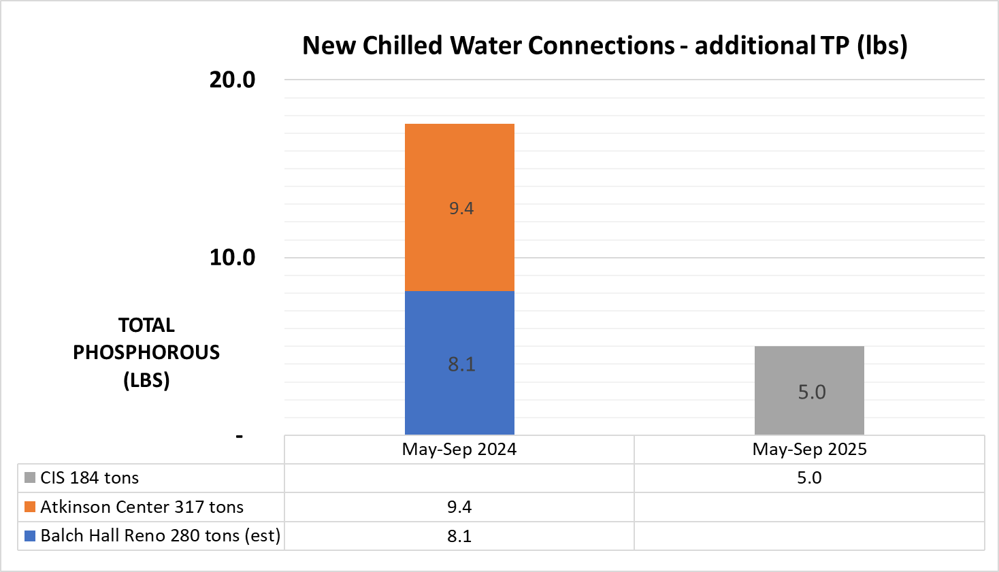 New Chilled Water Connections - additional TP (lbs)
20.0
9.4
10.0
TOTAL
PHOSPHOROUS
(LBS)
8.1
5.0
-
May-Sep 2024 May-Sep 2025
CIS 184 tons 5.0
Atkinson Center 317 tons 9.4
Balch Hall Reno 280 tons (est) 8.1